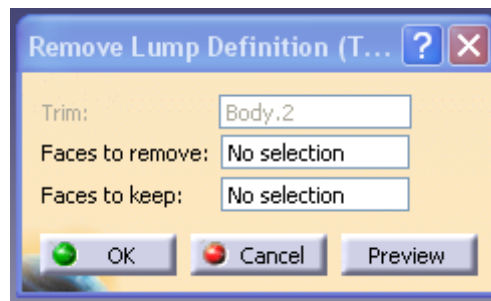 Remove Lump Definition (T... ? X
Trim: Body.2
Faces to remove: No selection
Faces to keep: No selection
OK Cancel Preview